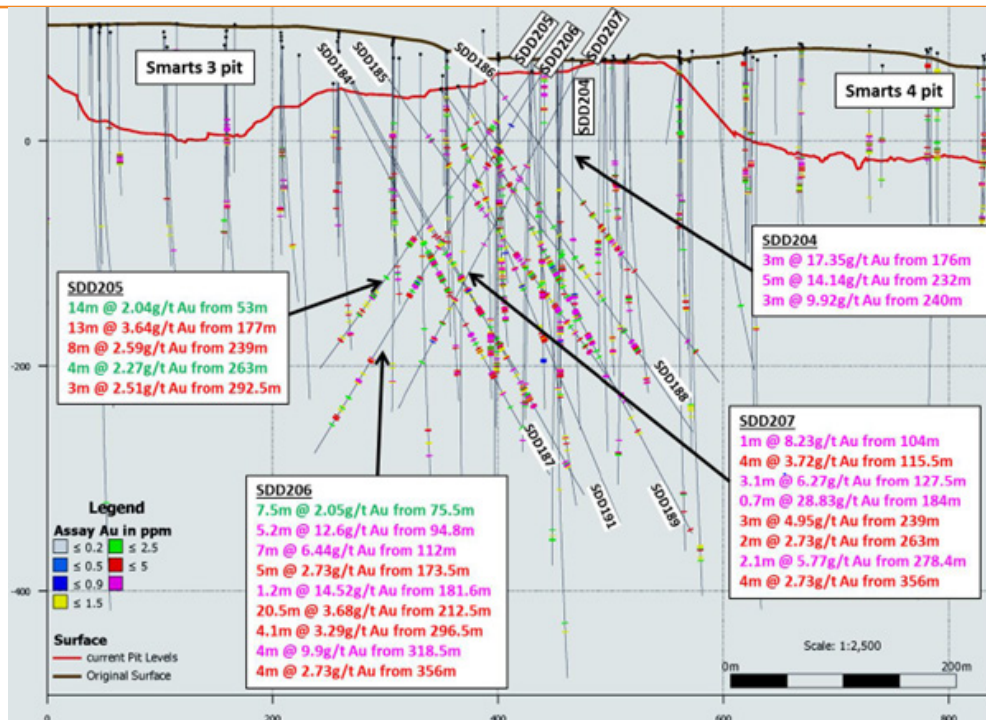 Smarts 3 pit
SDD184
SDD185
SDD186
SDD205
SDD206
SDD207
SDD204
Smarts 4 pit
0
-200
-400
SDD204
3m @ 17.35g/t Au from 176m
5m @ 14.14g/t Au from 232m
3m @ 9.92g/t Au from 240m
SDD205
14m @ 2.04g/t Au from 53m
13m @ 3.64g/t Au from 177m
8m @ 2.59g/t Au from 239m
4m @ 2.27g/t Au from 263m
3m @ 2.51g/t Au from 292.5m
SDD188
SDD187
SDD191
SDD189
SDD207
1m @ 8.23g/t Au from 104m
4m @ 3.72g/t Au from 115.5m
3.1m @ 6.27g/t Au from 127.5m
0.7m @ 28.83g/t Au from 184m
3m @ 4.95g/t Au from 239m
2m @ 2.73g/t Au from 263m
2.1m @ 5.77g/t Au from 278.4m
4m @ 2.73g/t Au from 356m
SDD206
7.5m @ 2.05g/t Au from 75.5m
5.2m @ 12.6g/t Au from 94.8m
7m @ 6.44g/t Au from 112m
5m @ 2.73g/t Au from 173.5m
1.2m @ 14.52g/t Au from 181.6m
20.5m @ 3.68g/t Au from 212.5m
4.1m @ 3.29g/t Au from 296.5m
4m @ 9.9g/t Au from 318.5m
4m @ 2.73g/t Au from 356m
Legend
Assay Au in ppm
≤ 0.2 ≤ 2.5
≤ 0.5 ≤ 5
≤ 0.9
≤ 1.5
Surface
current Pit Levels
Original Surface
Scale: 1:2,500
0m 200m
0 200 400 600